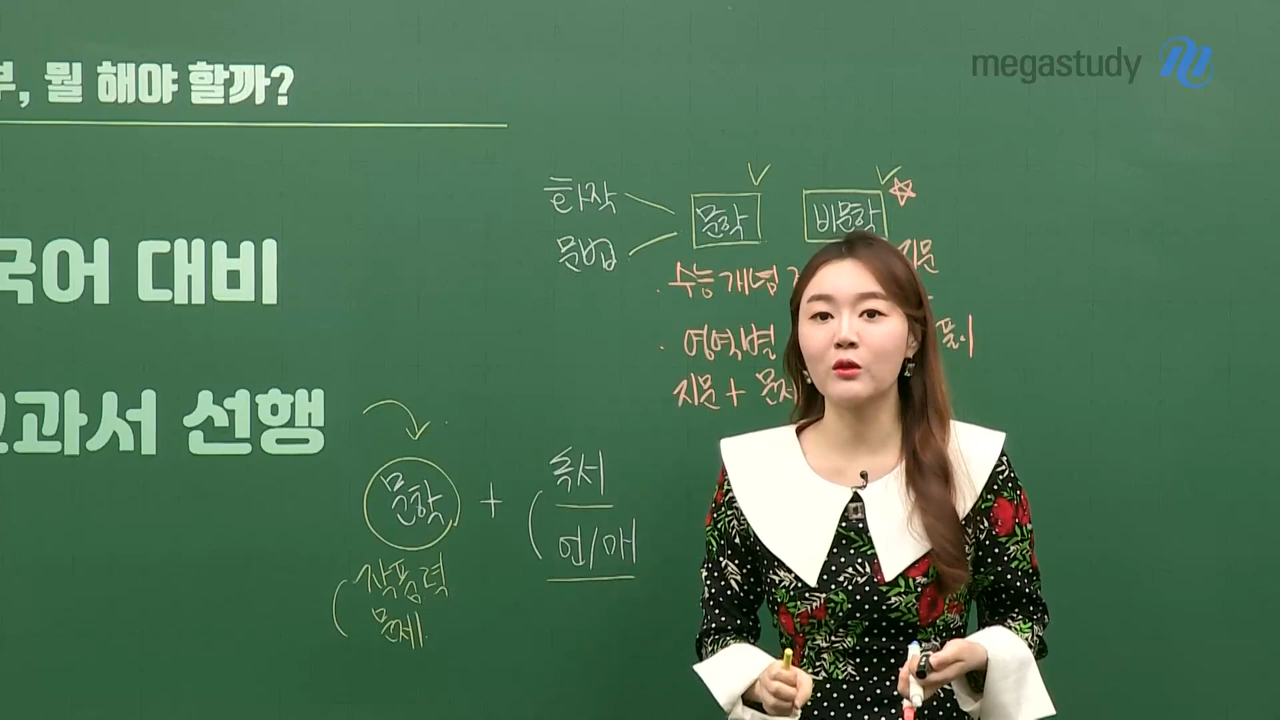 megastudy
, 뭘 해야 할까?
국어 대비
교과서 선행
화작
문법
문학
비문학
· 수능 개념
지문
· 영역별
풀이
지문 + 문제
문학 + 독서
언/매
작품력
문제